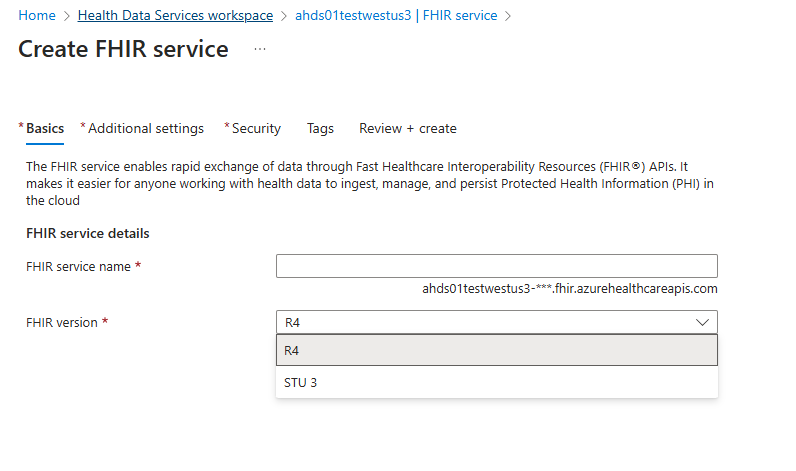 Home > Health Data Services workspace > ahds01testwestus3 | FHIR service >
Create FHIR service ...
* Basics * Additional settings * Security Tags Review + create
The FHIR service enables rapid exchange of data through Fast Healthcare Interoperability Resources (FHIR®) APIs. It
makes it easier for anyone working with health data to ingest, manage, and persist Protected Health Information (PHI) in
the cloud
FHIR service details
FHIR service name *
ahds01testwestus3-***.fhir.azurehealthcareapis.com
FHIR version * R4
R4
STU 3